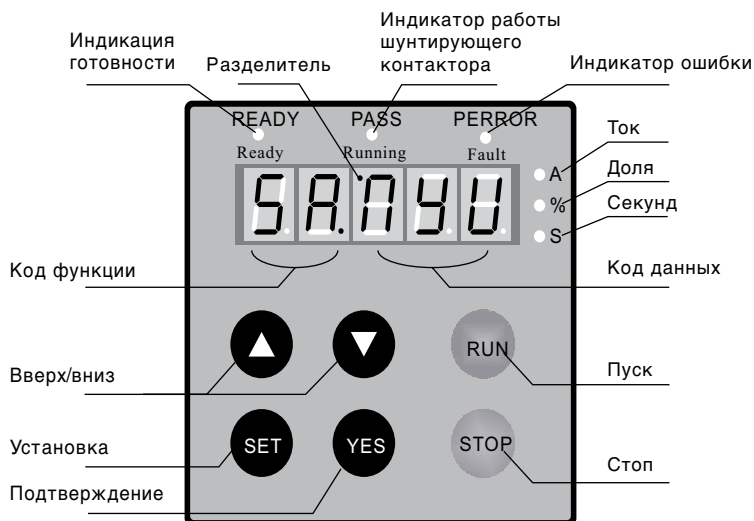 Индикация
готовности
Разделитель
Индикатор работы
шунтирующего
контактора
Индикатор ошибки
READY
PASS
PERROR
Ready
Running
Fault
SA.ПYU
A
%
S
Ток
Доля
Секунд
Код функции
Код данных
RUN
Вверх/вниз
Пуск
Установка
SET
YES
STOP
Стоп
Подтверждение